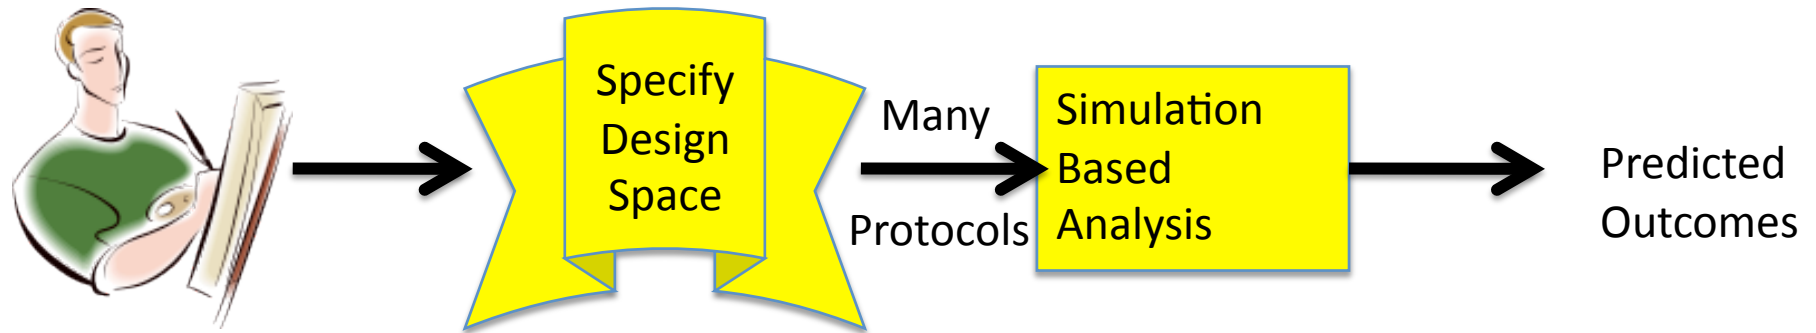 Specify
Design
Space
Many
Protocols
Simulation
Based
Analysis
Predicted
Outcomes